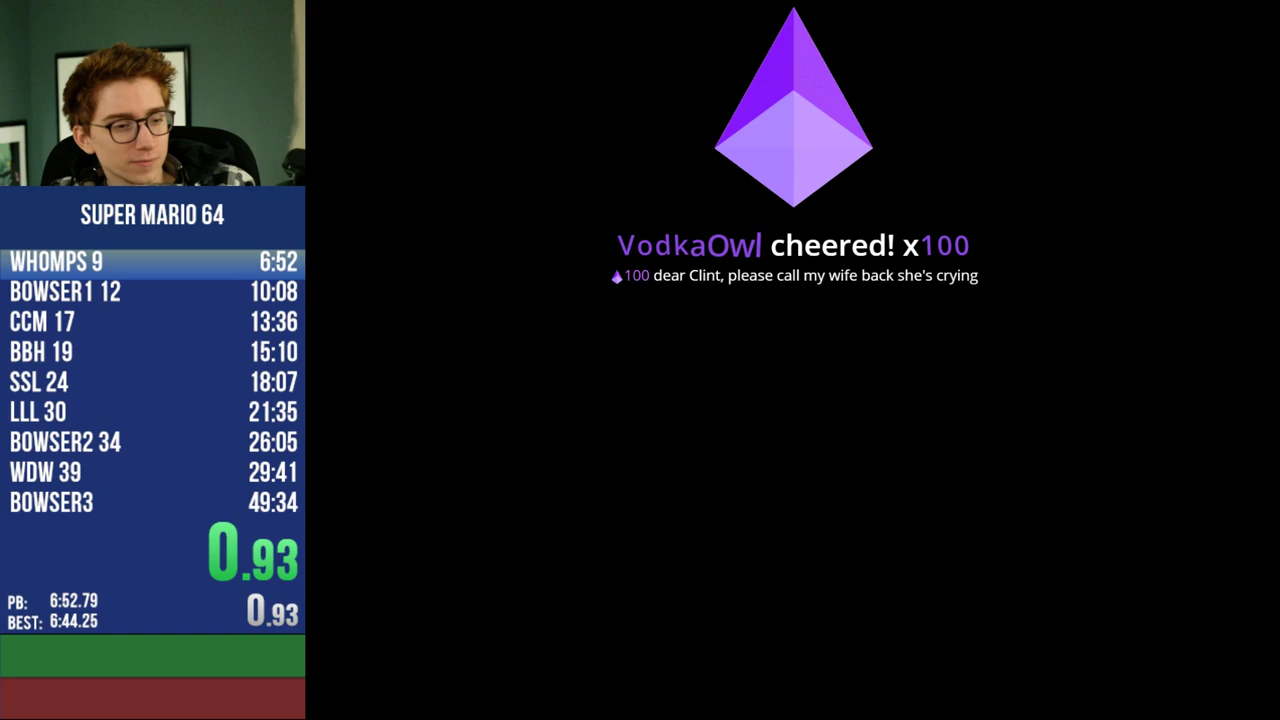 SUPER MARIO 64
WHOMPS 9 6:52
BOWSER1 12 10:08
CCM 17 13:36
BBH 19 15:10
SSL 24 18:07
LLL 30 21:35
BOWSER2 34 26:05
WDW 39 29:41
BOWSER3 49:34
0.93
PB: 6:52.79
BEST: 6:44.25
0.93
VodkaOwl cheered! x100
100 dear Clint, please call my wife back she's crying